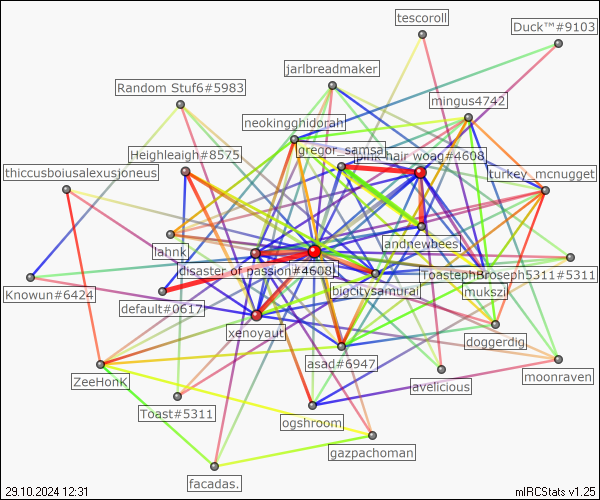 tescoroll
Duck™#9103
jarlbreadmaker
Random Stuf6#5983
mingus4742
neokingghidorah
gregor_samsa
pink hair woag#4608
Heighleaigh#8575
thiccusboiusalexusjoneus
turkey_mcnugget
andnewbees
lahnk
disaster of passion#4608
ToastephBroseph5311#5311
bigcitysamurai
mukszi
Knowun#6424
default#0617
xenoyaut
doggerdig
asad#6947
moonraven
ZeeHonK
avelicious
Toast#5311
ogshroom
gazpachoman
facadas.
29.10.2024 12:31
mIRCStats v1.25